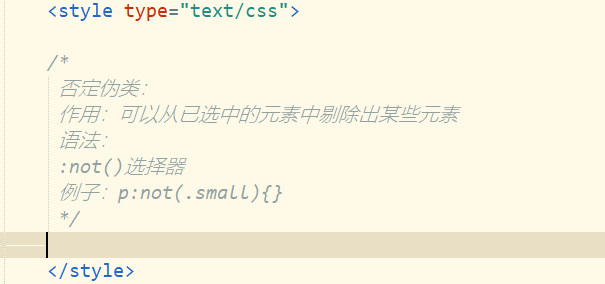 <style type="text/css">
/*
否定伪类：
作用：可以从已选中的元素中剔除出某些元素
语法：
:not()选择器
例子：p:not(.small){}
*/
</style>